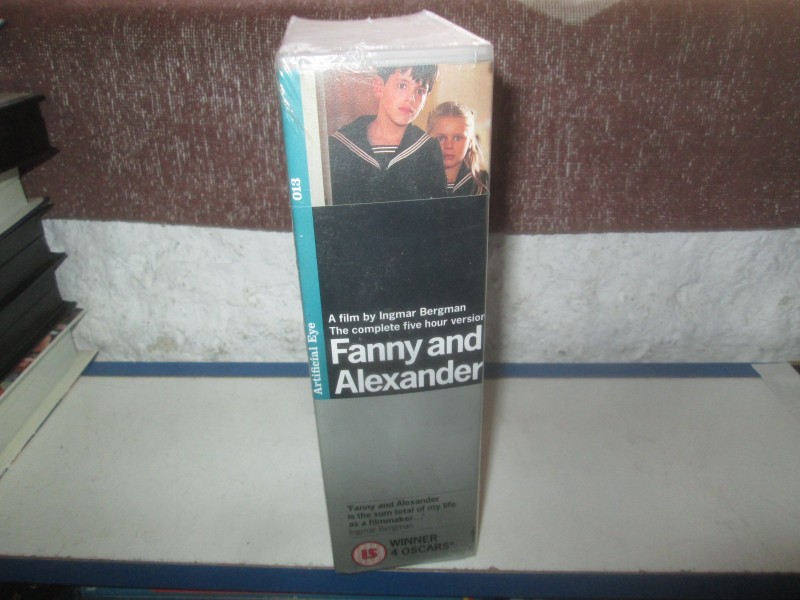 013
A film by Ingmar Bergman
The complete five hour version
Fanny and
Alexander
Artificial Eye
'Fanny and Alexander
is the sum total of my life
as a filmmaker...'
Ingmar Bergman
15
WINNER
4 OSCARS®